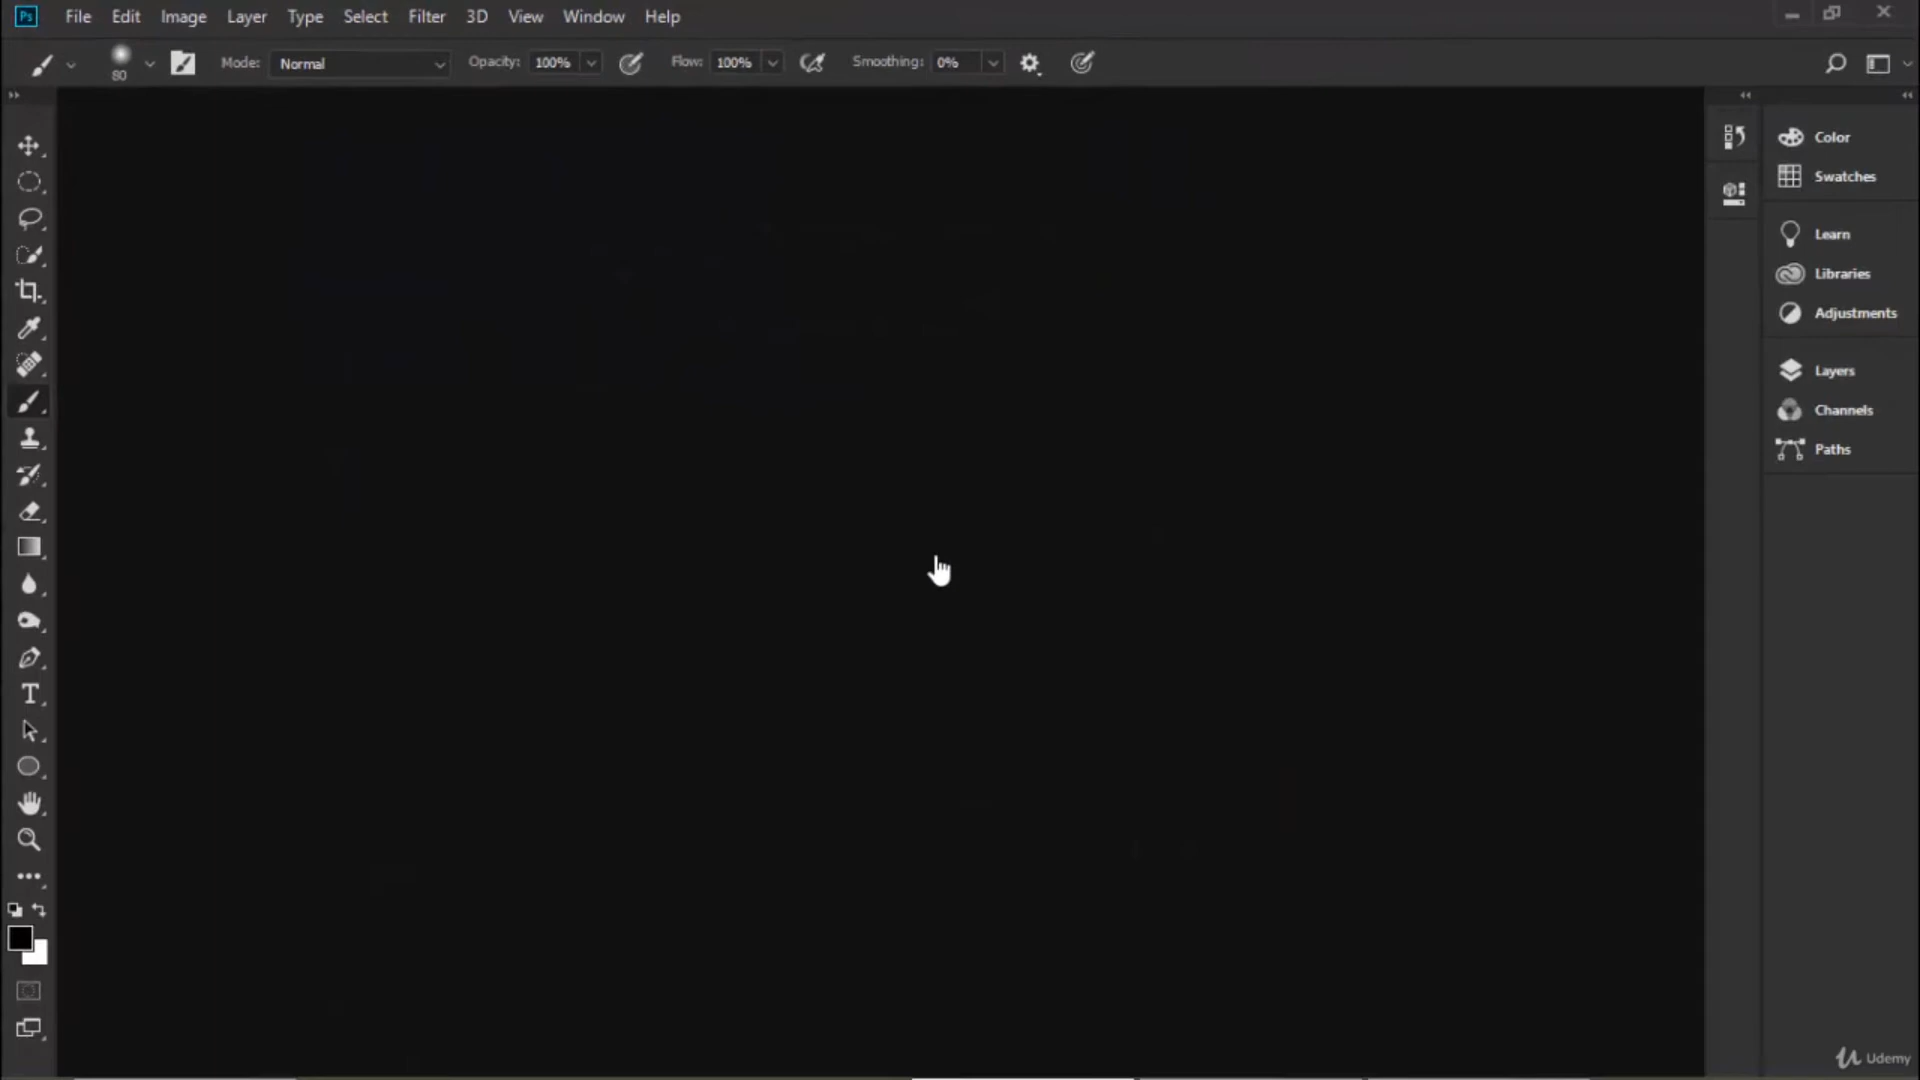 Ps File Edit Image Layer Type Select Filter 3D View Window Help
80 Mode: Normal Opacity: 100% Flow: 100% Smoothing: 0%
Color
Swatches
Learn
Libraries
Adjustments
Layers
Channels
Paths
T
Udemy